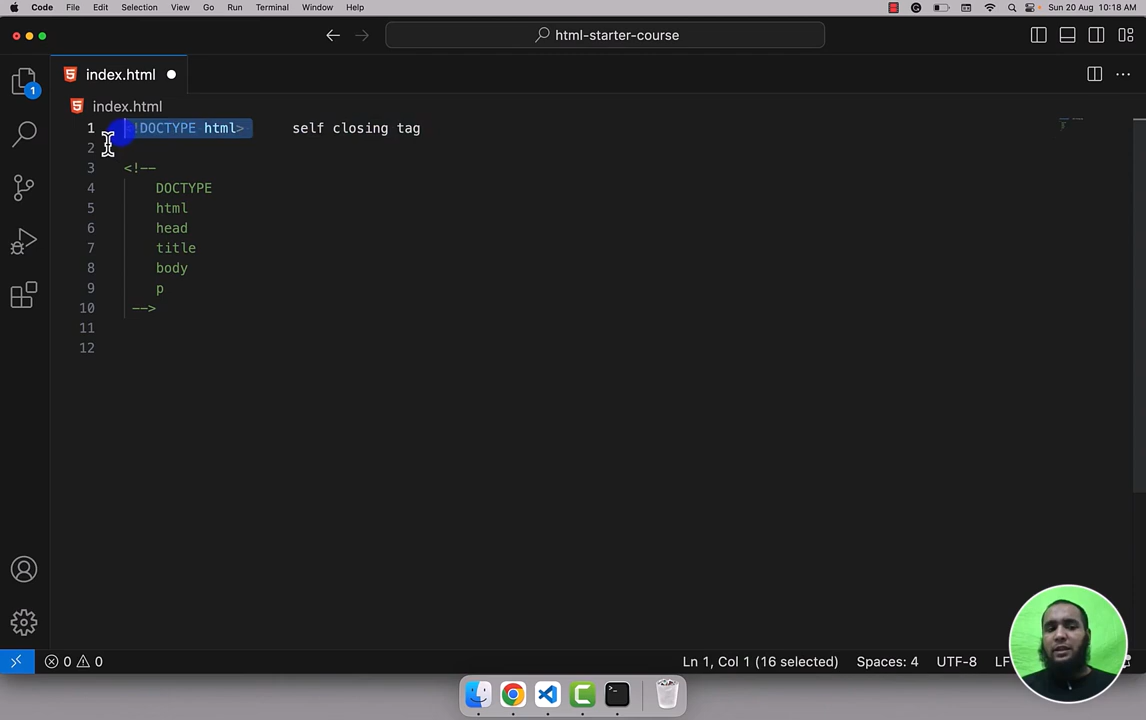 Code File Edit Selection View Go Run Terminal Window Help Sun 20 Aug 10:18 AM
html-starter-course
index.html
index.html
1 <!DOCTYPE html> self closing tag
2
3 <!--
4 DOCTYPE
5 html
6 head
7 title
8 body
9 p
10 -->
11
12
1
0 0 Ln 1, Col 1 (16 selected) Spaces: 4 UTF-8 LF